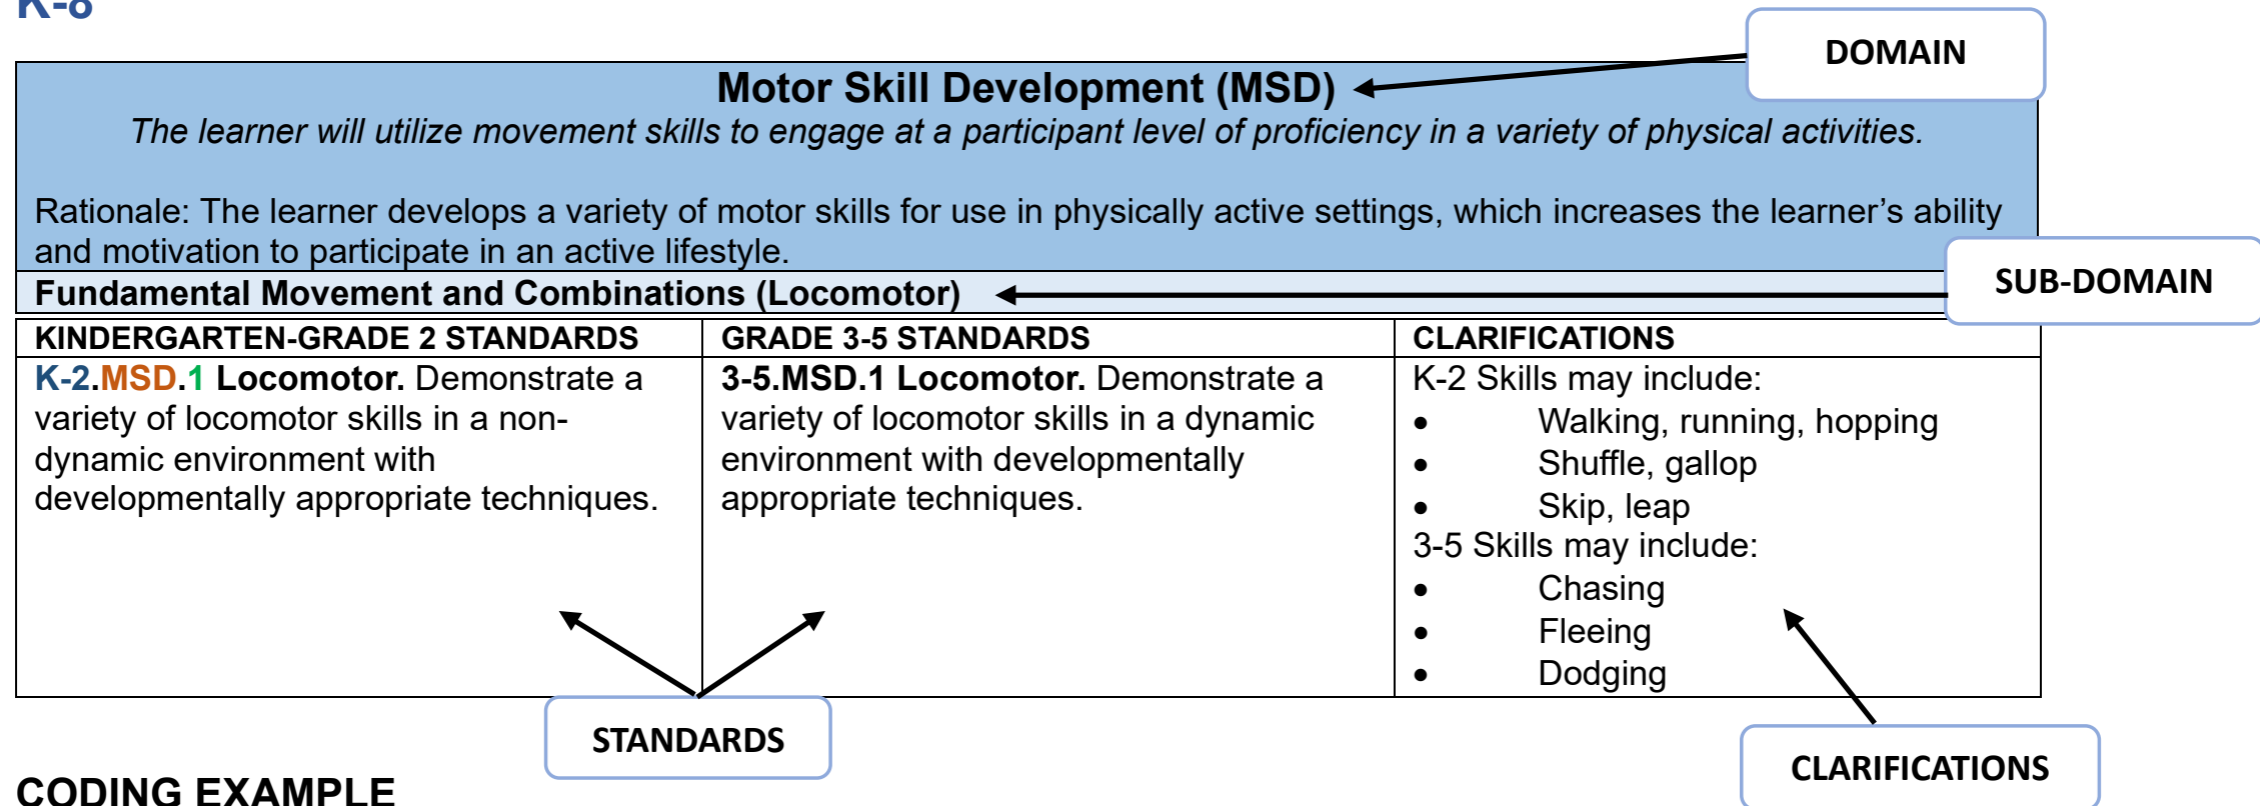 K-8
DOMAIN
Motor Skill Development (MSD)
The learner will utilize movement skills to engage at a participant level of proficiency in a variety of physical activities.
Rationale: The learner develops a variety of motor skills for use in physically active settings, which increases the learner’s ability
and motivation to participate in an active lifestyle.
SUB-DOMAIN
Fundamental Movement and Combinations (Locomotor)
KINDERGARTEN-GRADE 2 STANDARDS
K-2.MSD.1 Locomotor. Demonstrate a
variety of locomotor skills in a non-
dynamic environment with
developmentally appropriate techniques.
GRADE 3-5 STANDARDS
3-5.MSD.1 Locomotor. Demonstrate a
variety of locomotor skills in a dynamic
environment with developmentally
appropriate techniques.
CLARIFICATIONS
K-2 Skills may include:
• Walking, running, hopping
• Shuffle, gallop
• Skip, leap
3-5 Skills may include:
• Chasing
• Fleeing
• Dodging
STANDARDS
CLARIFICATIONS
CODING EXAMPLE